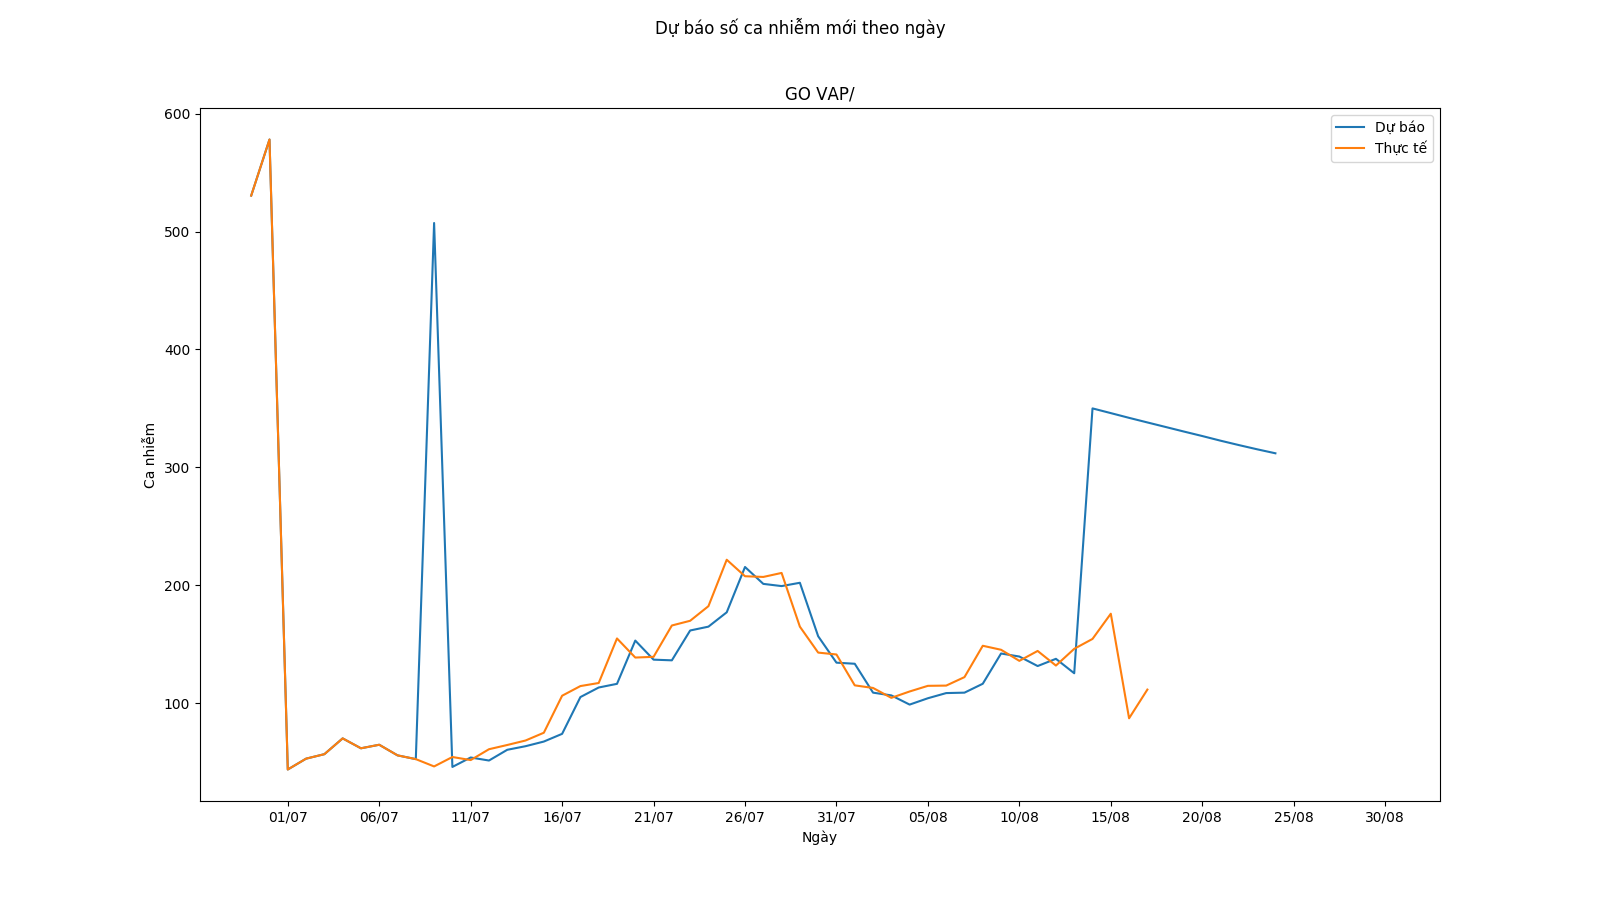 Dự báo số ca nhiễm mới theo ngày
GO VAP/
600
500
400
300
200
100
Ca nhiễm
Dự báo
Thực tế
01/07 06/07 11/07 16/07 21/07 26/07 31/07 05/08 10/08 15/08 20/08 25/08 30/08
Ngày